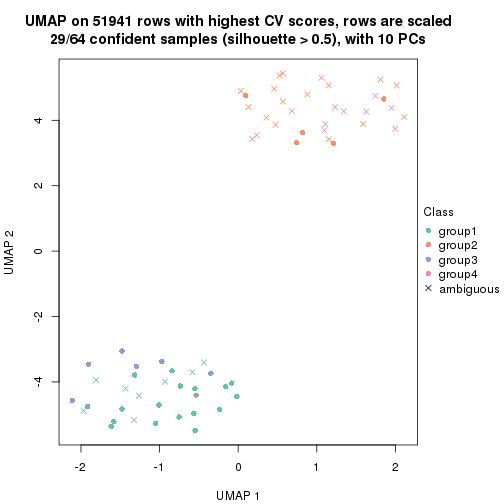 UMAP on 51941 rows with highest CV scores, rows are scaled
29/64 confident samples (silhouette > 0.5), with 10 PCs
4
2
0
-2
-4
UMAP 2
-2
-1
0
1
2
UMAP 1
Class
group1
group2
group3
group4
ambiguous